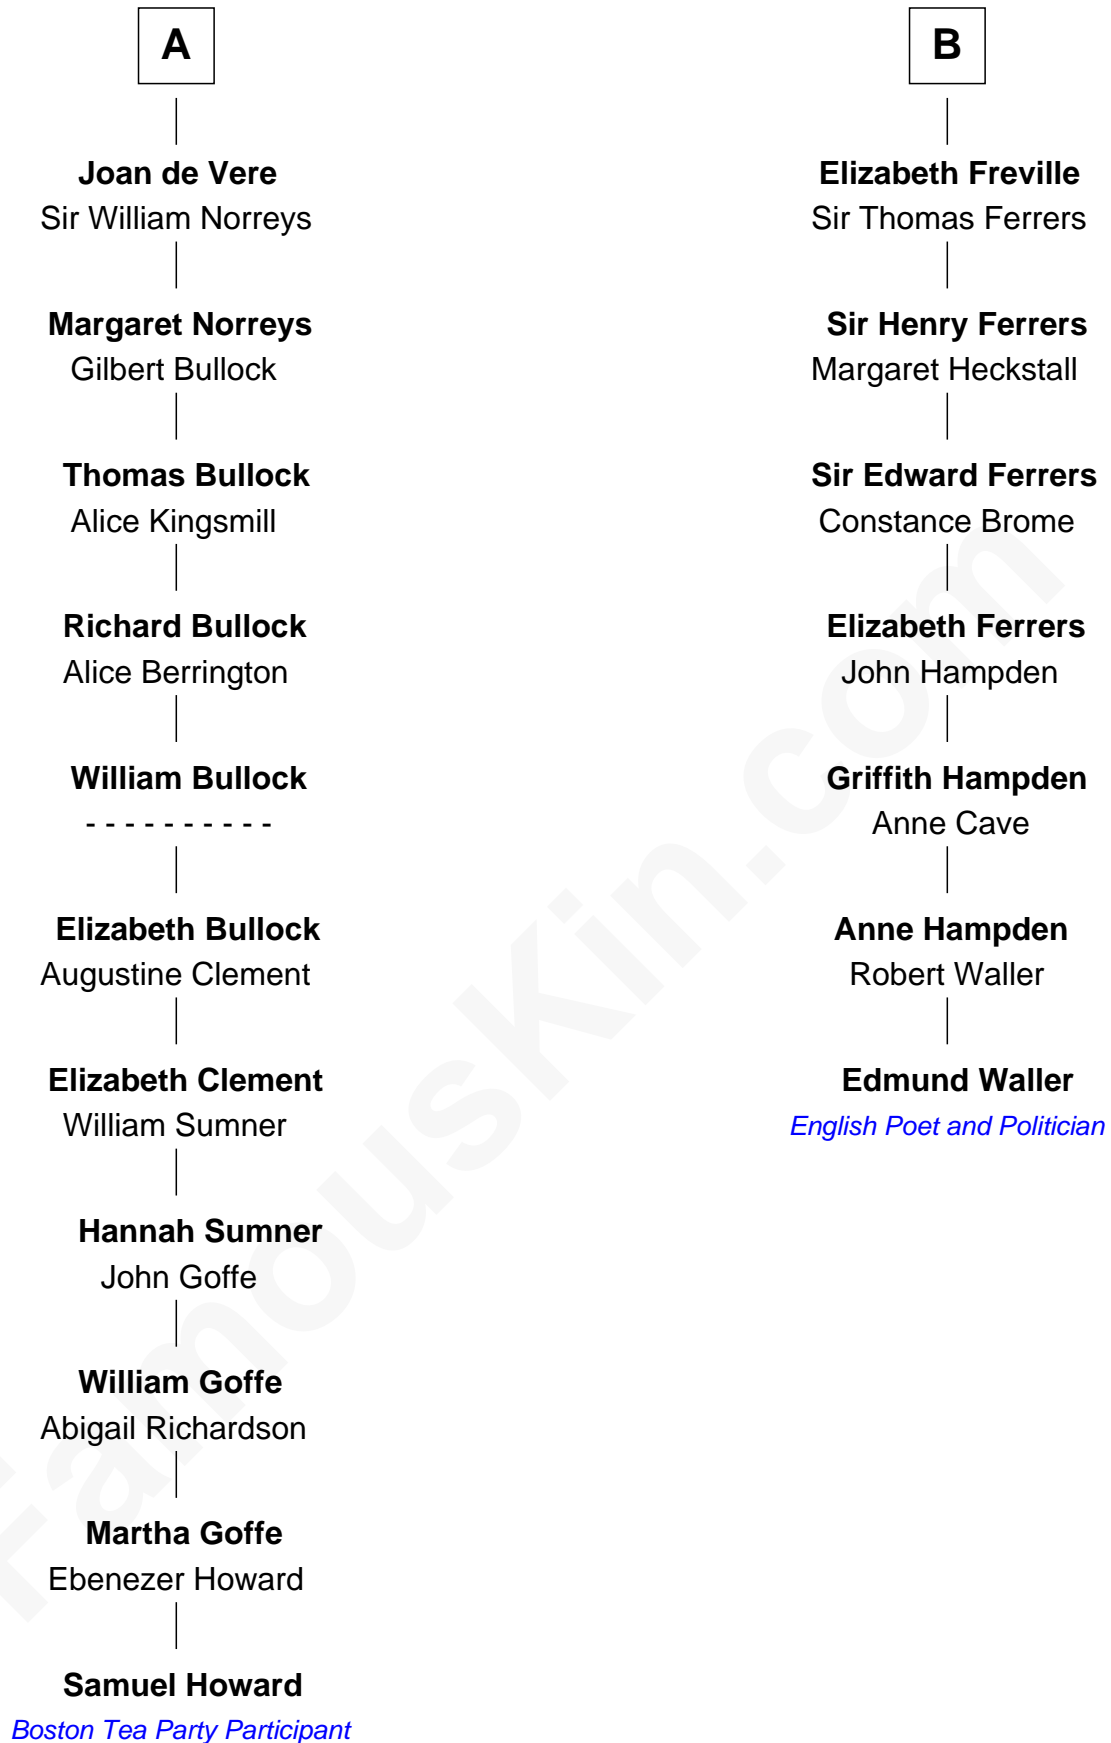 A
Joan de Vere
Sir William Norreys
Margaret Norreys
Gilbert Bullock
Thomas Bullock
Alice Kingsmill
Richard Bullock
Alice Berrington
William Bullock
- - - - - - - - - -
Elizabeth Bullock
Augustine Clement
Elizabeth Clement
William Sumner
Hannah Sumner
John Goffe
William Goffe
Abigail Richardson
Martha Goffe
Ebenezer Howard
Samuel Howard
Boston Tea Party Participant
B
Elizabeth Freville
Sir Thomas Ferrers
Sir Henry Ferrers
Margaret Heckstall
Sir Edward Ferrers
Constance Brome
Elizabeth Ferrers
John Hampden
Griffith Hampden
Anne Cave
Anne Hampden
Robert Waller
Edmund Waller
English Poet and Politician
FamousKin.com